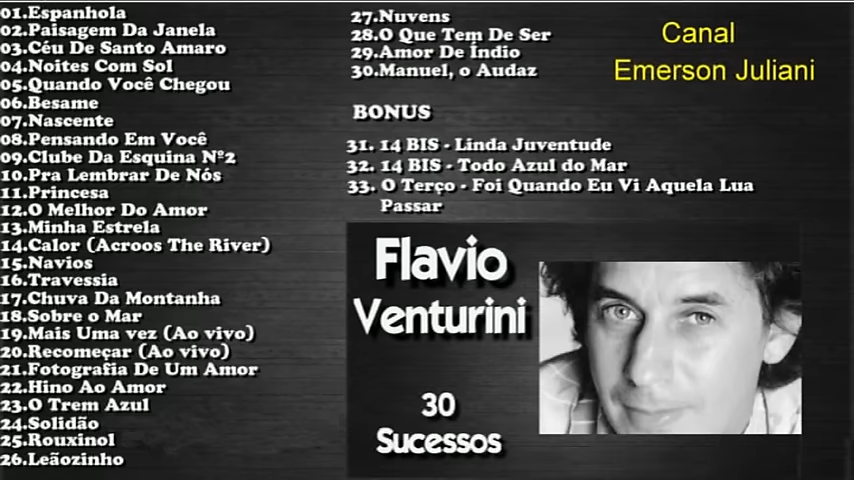 01.Espanhola
02.Paisagem Da Janela
03.Céu De Santo Amaro
04.Noites Com Sol
05.Quando Você Chegou
06.Besame
07.Nascente
08.Pensando Em Você
09.Clube Da Esquina Nº2
10.Pra Lembrar De Nós
11.Princesa
12.O Melhor Do Amor
13.Minha Estrela
14.Calor (Acroos The River)
15.Navios
16.Travessia
17.Chuva Da Montanha
18.Sobre o Mar
19.Mais Uma vez (Ao vivo)
20.Recomeçar (Ao vivo)
21.Fotografia De Um Amor
22.Hino Ao Amor
23.O Trem Azul
24.Solidão
25.Rouxinol
26.Leãozinho
27.Nuvens
28.O Que Tem De Ser
29.Amor De Índio
30.Manuel, o Audaz
BONUS
31. 14 BIS - Linda Juventude
32. 14 BIS - Todo Azul do Mar
33. O Terço - Foi Quando Eu Vi Aquela Lua
Passar
Canal
Emerson Juliani
Flavio
Venturini
30
Sucessos